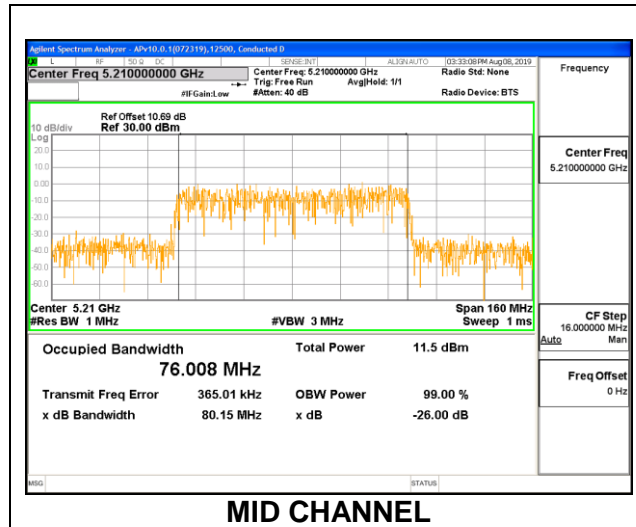 Agilent Spectrum Analyzer - APv10.0.1(072319),12500, Conducted D
L RF 50 Ω DC SENSE:INT ALIGNAUTO 03:33:08 PM Aug 08, 2019
Center Freq 5.210000000 GHz Center Freq: 5.210000000 GHz Radio Std: None Frequency
Trig: Free Run Avg|Hold: 1/1
#IFGain:Low #Atten: 40 dB Radio Device: BTS
Ref Offset 10.69 dB
10 dB/div Ref 30.00 dBm
Log
20.0
10.0
0.00
-10.0
-20.0
-30.0
-40.0
-50.0
-60.0
Center Freq
5.210000000 GHz
Center 5.21 GHz Span 160 MHz
#Res BW 1 MHz #VBW 3 MHz Sweep 1 ms
CF Step
16.000000 MHz
Auto Man
Occupied Bandwidth Total Power 11.5 dBm
76.008 MHz
Freq Offset
0 Hz
Transmit Freq Error 365.01 kHz OBW Power 99.00 %
x dB Bandwidth 80.15 MHz x dB -26.00 dB
MSG STATUS
MID CHANNEL